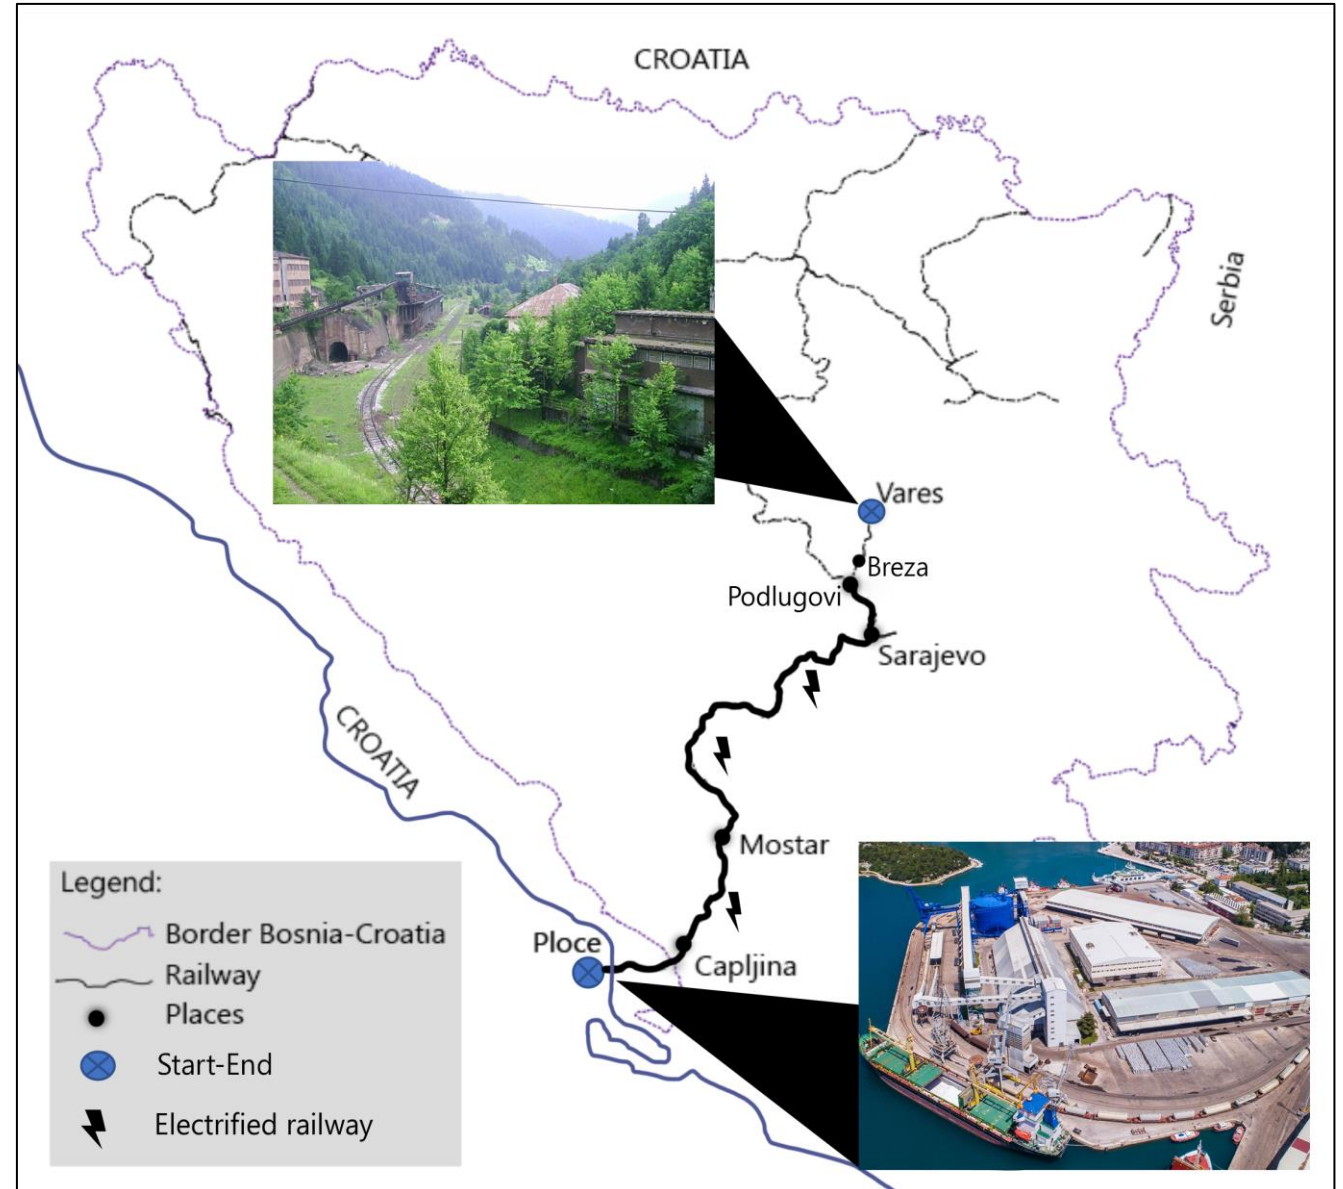 CROATIA
Serbia
Vares
Breza
Podlugovi
Sarajevo
CROATIA
Mostar
Ploce
Capljina
Legend:
Border Bosnia-Croatia
Railway
Places
Start-End
Electrified railway